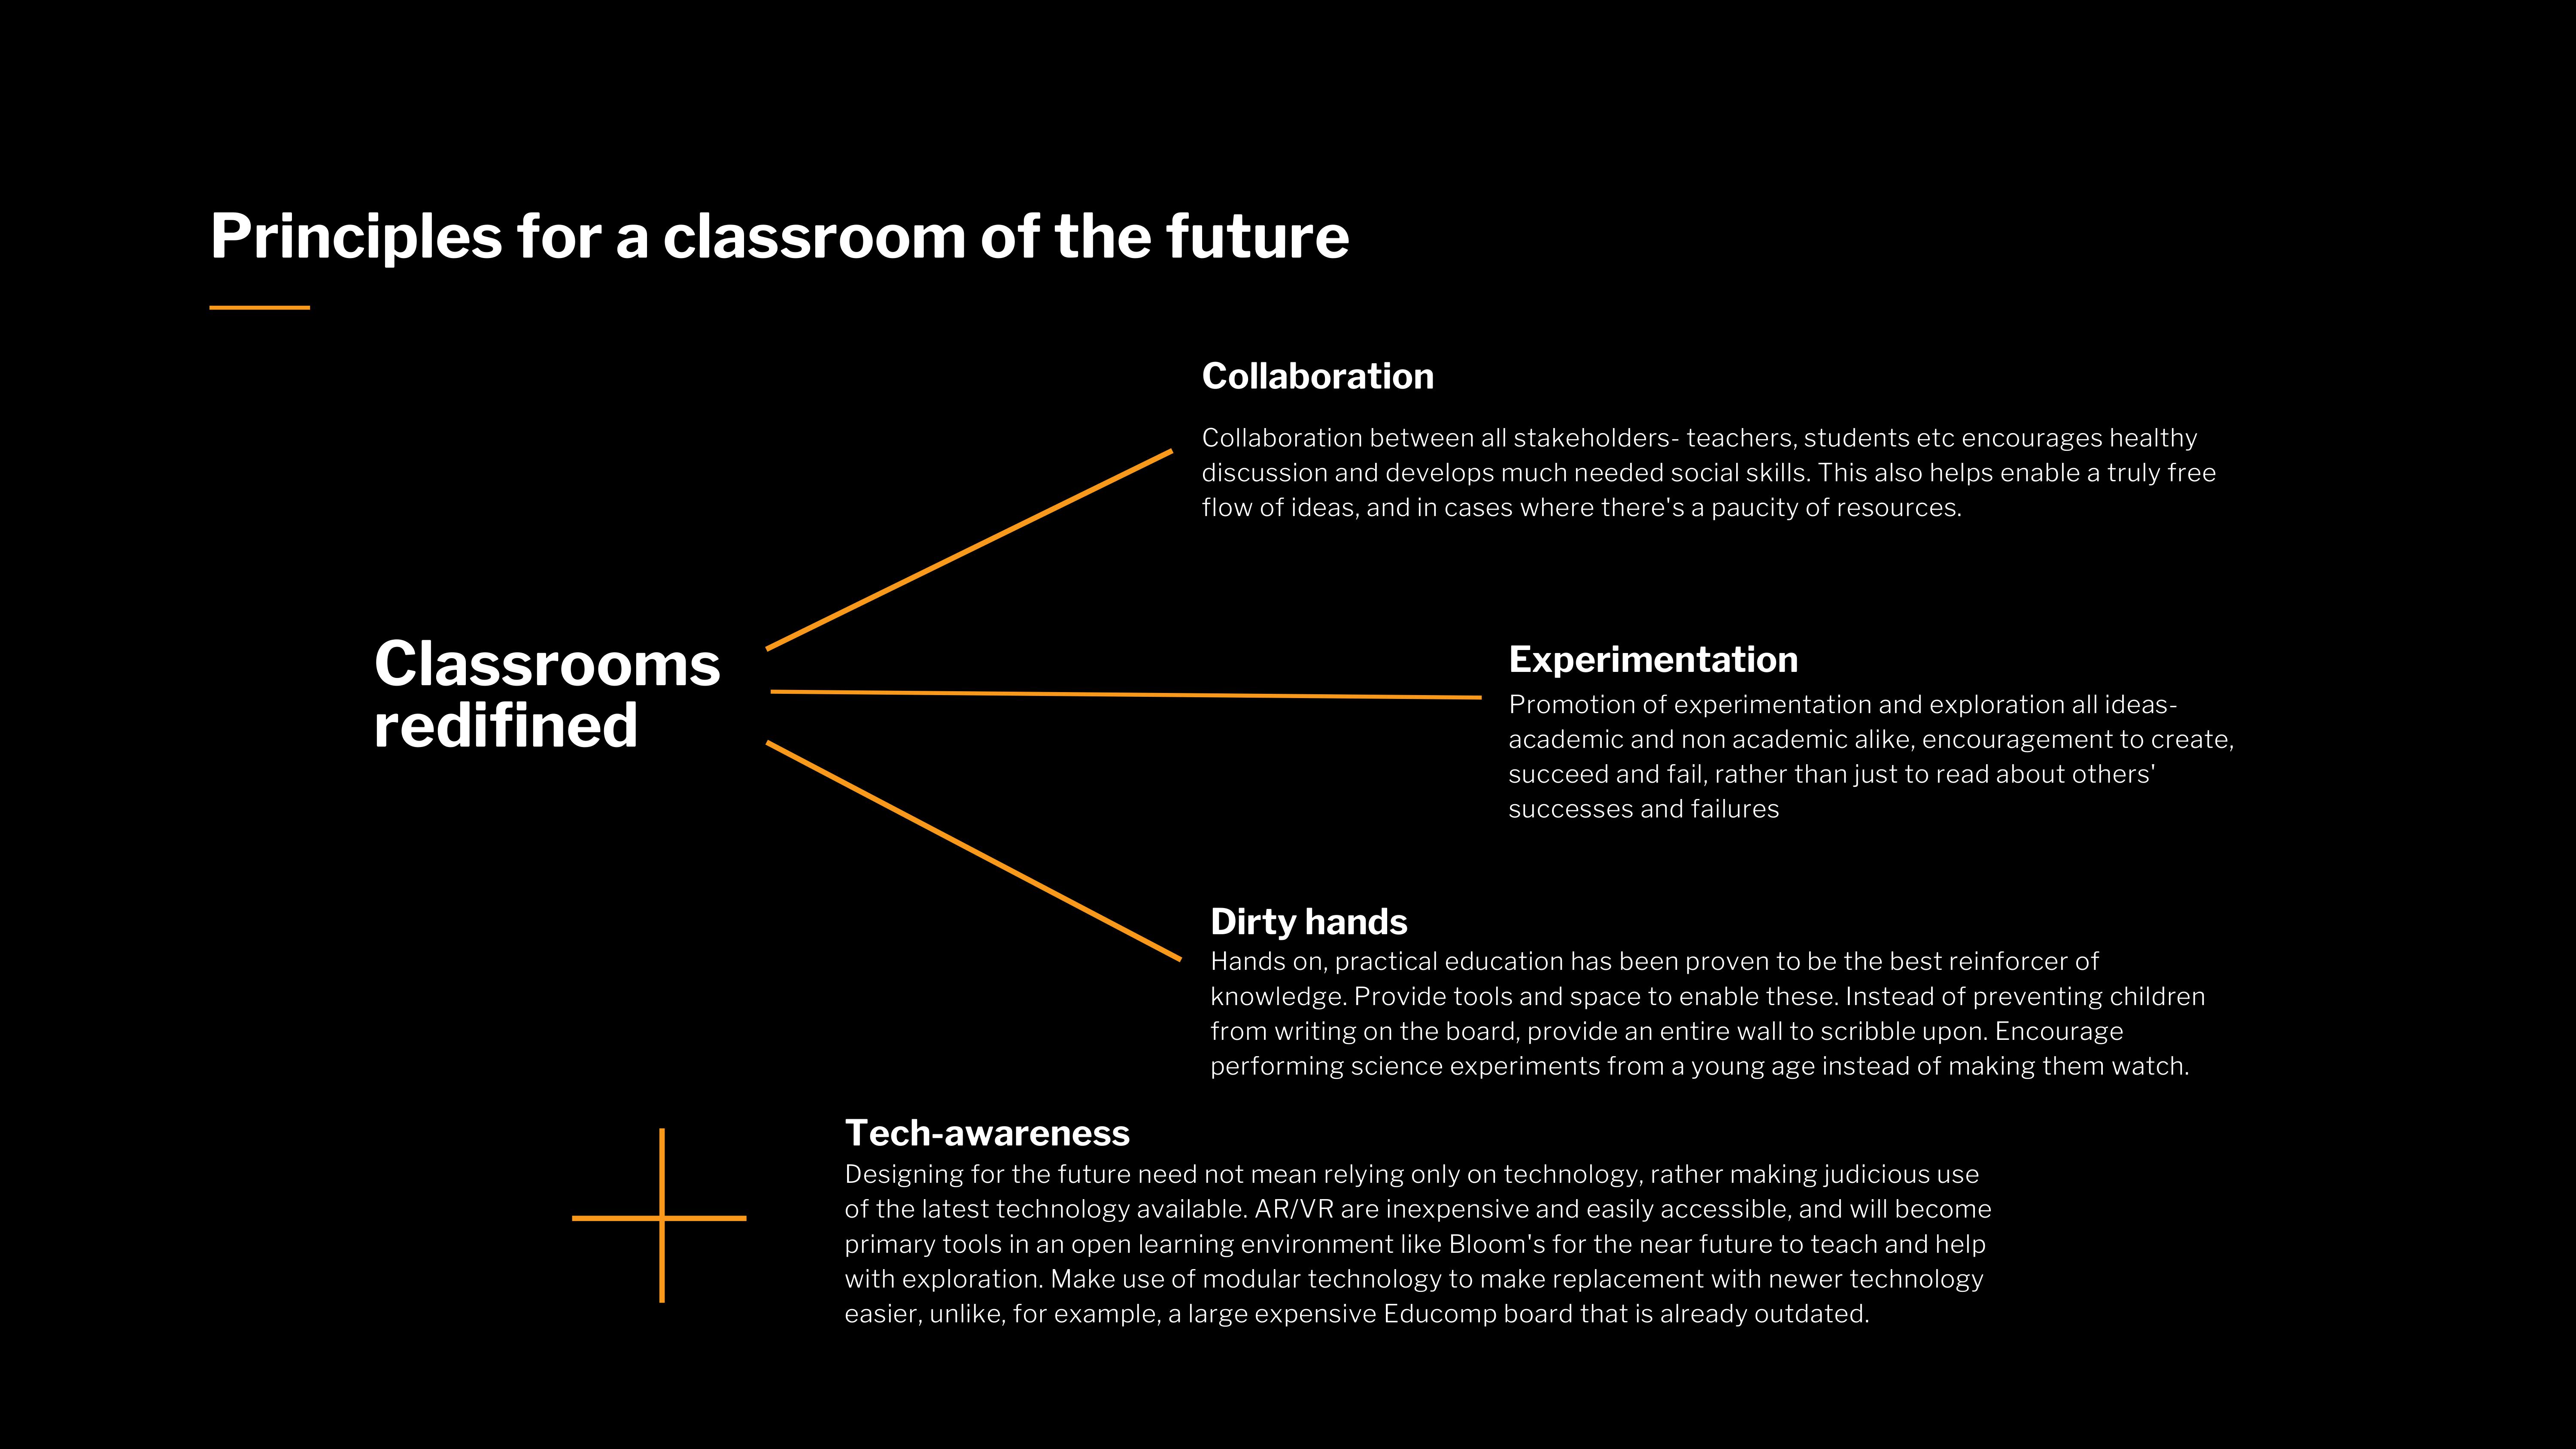 Principles for a classroom of the future
Collaboration
Collaboration between all stakeholders- teachers, students etc encourages healthy
discussion and develops much needed social skills. This also helps enable a truly free
flow of ideas, and in cases where there's a paucity of resources.
Classrooms
redifined
Experimentation
Promotion of experimentation and exploration all ideas-
academic and non academic alike, encouragement to create,
succeed and fail, rather than just to read about others'
successes and failures
Dirty hands
Hands on, practical education has been proven to be the best reinforcer of
knowledge. Provide tools and space to enable these. Instead of preventing children
from writing on the board, provide an entire wall to scribble upon. Encourage
performing science experiments from a young age instead of making them watch.
Tech-awareness
Designing for the future need not mean relying only on technology, rather making judicious use
of the latest technology available. AR/VR are inexpensive and easily accessible, and will become
primary tools in an open learning environment like Bloom's for the near future to teach and help
with exploration. Make use of modular technology to make replacement with newer technology
easier, unlike, for example, a large expensive Educomp board that is already outdated.